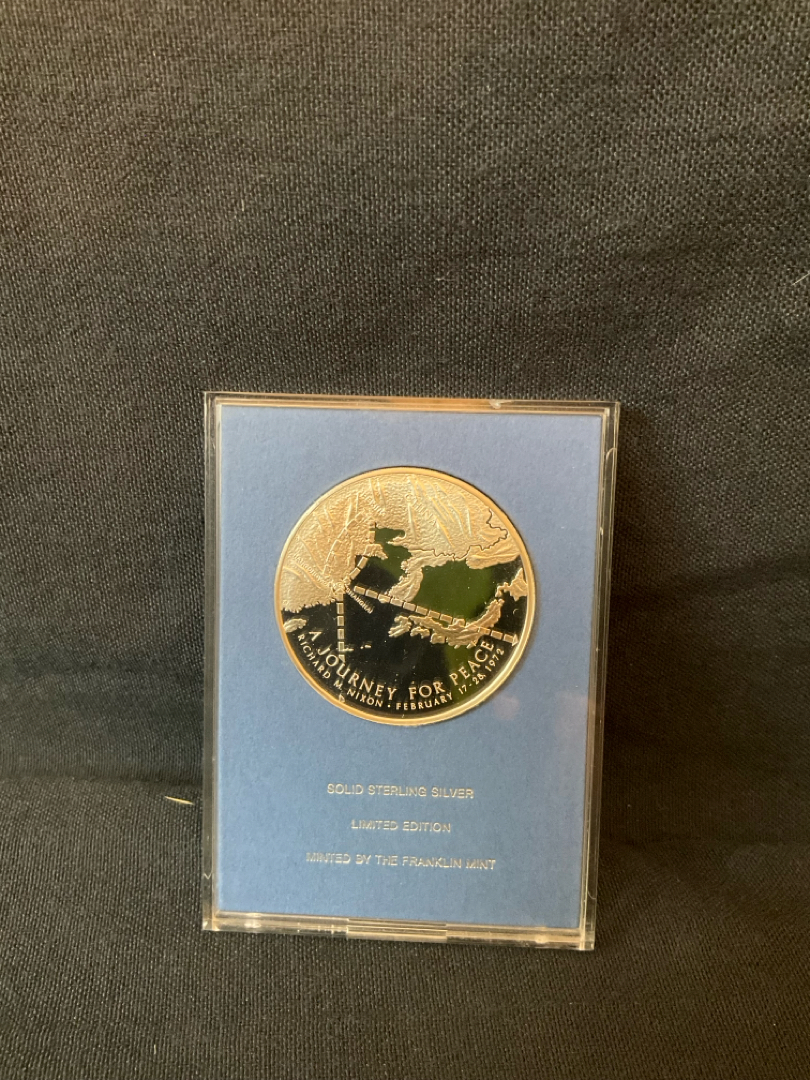 SHANGHAI
A JOURNEY FOR PEACE
RICHARD M. NIXON • FEBRUARY 17-28, 1972
SOLID STERLING SILVER
LIMITED EDITION
MINTED BY THE FRANKLIN MINT